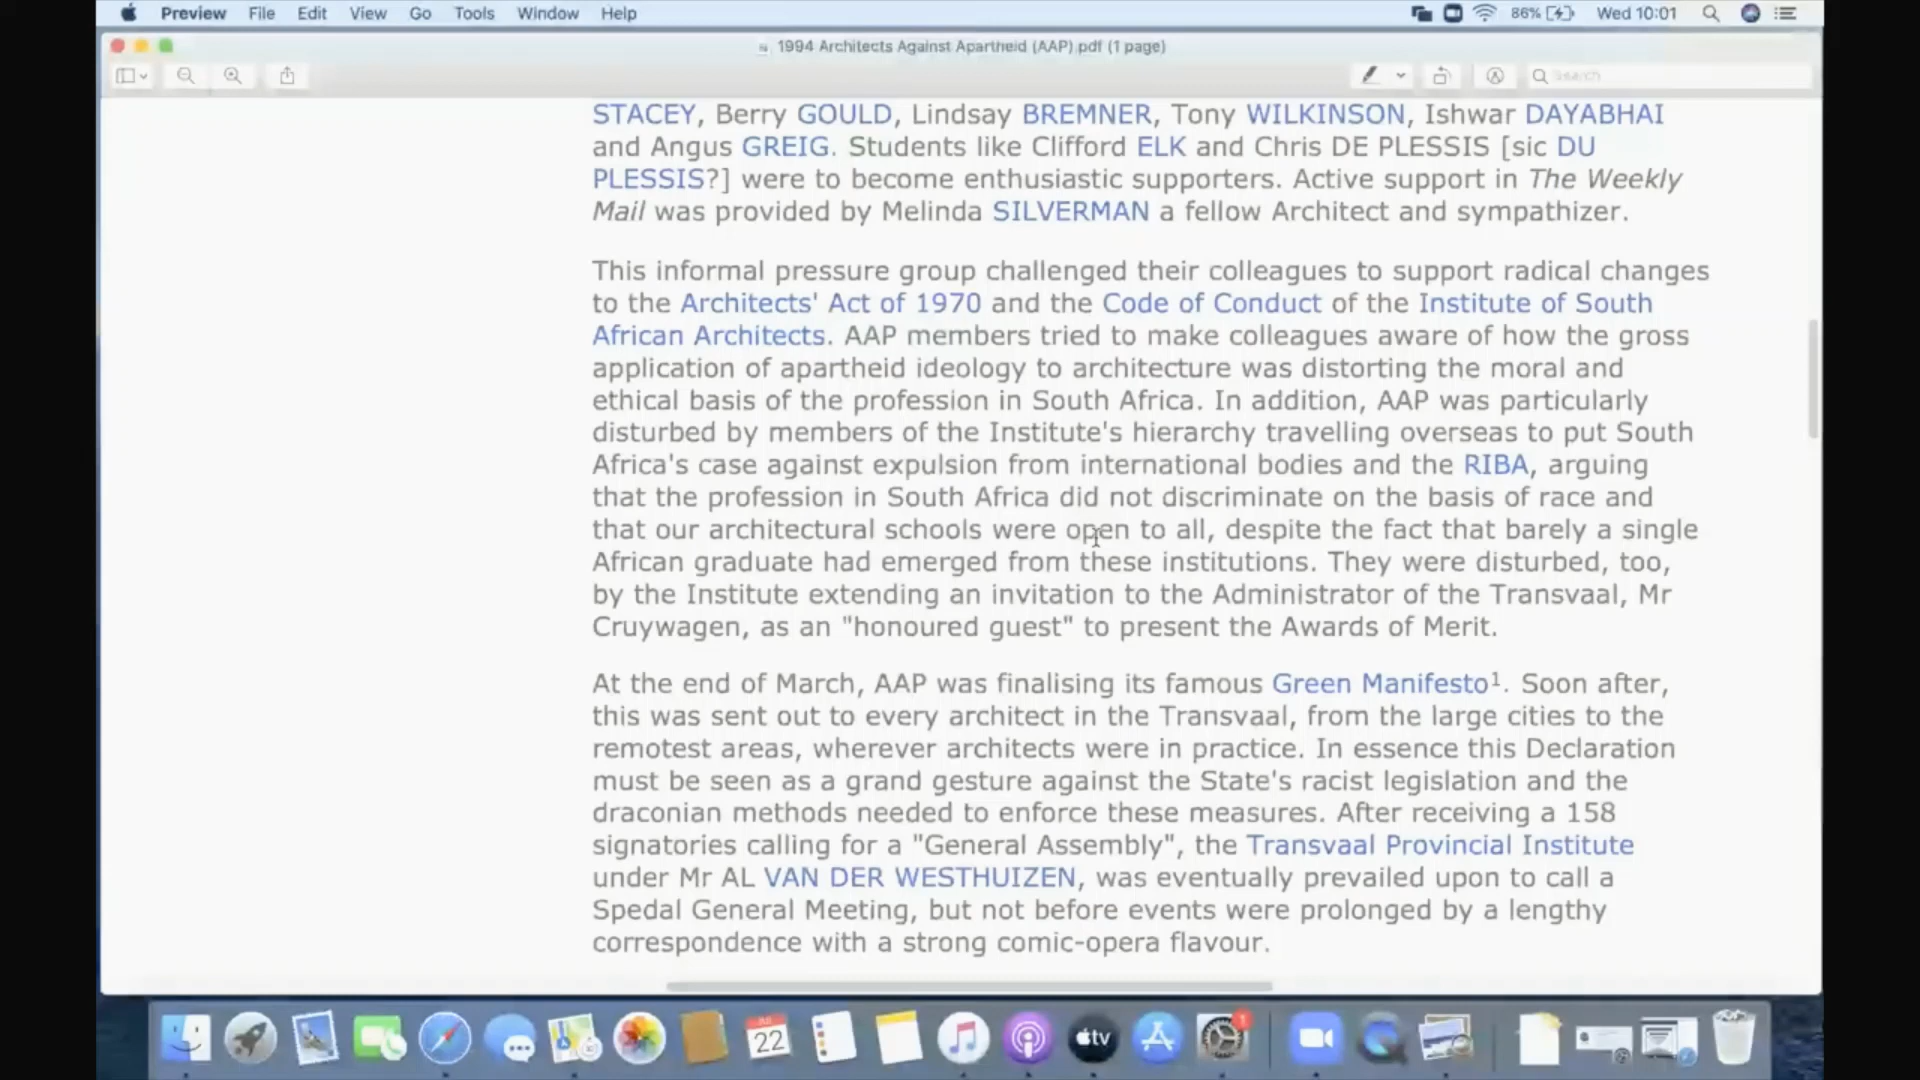 Preview File Edit View Go Tools Window Help 86% Wed 10:01
1994 Architects Against Apartheid (AAP).pdf (1 page)
Search
STACEY, Berry GOULD, Lindsay BREMNER, Tony WILKINSON, Ishwar DAYABHAI
and Angus GREIG. Students like Clifford ELK and Chris DE PLESSIS [sic DU
PLESSIS?] were to become enthusiastic supporters. Active support in The Weekly
Mail was provided by Melinda SILVERMAN a fellow Architect and sympathizer.
This informal pressure group challenged their colleagues to support radical changes
to the Architects' Act of 1970 and the Code of Conduct of the Institute of South
African Architects. AAP members tried to make colleagues aware of how the gross
application of apartheid ideology to architecture was distorting the moral and
ethical basis of the profession in South Africa. In addition, AAP was particularly
disturbed by members of the Institute's hierarchy travelling overseas to put South
Africa's case against expulsion from international bodies and the RIBA, arguing
that the profession in South Africa did not discriminate on the basis of race and
that our architectural schools were open to all, despite the fact that barely a single
African graduate had emerged from these institutions. They were disturbed, too,
by the Institute extending an invitation to the Administrator of the Transvaal, Mr
Cruywagen, as an "honoured guest" to present the Awards of Merit.
At the end of March, AAP was finalising its famous Green Manifesto¹. Soon after,
this was sent out to every architect in the Transvaal, from the large cities to the
remotest areas, wherever architects were in practice. In essence this Declaration
must be seen as a grand gesture against the State's racist legislation and the
draconian methods needed to enforce these measures. After receiving a 158
signatories calling for a "General Assembly", the Transvaal Provincial Institute
under Mr AL VAN DER WESTHUIZEN, was eventually prevailed upon to call a
Spedal General Meeting, but not before events were prolonged by a lengthy
correspondence with a strong comic-opera flavour.
22
tv
1